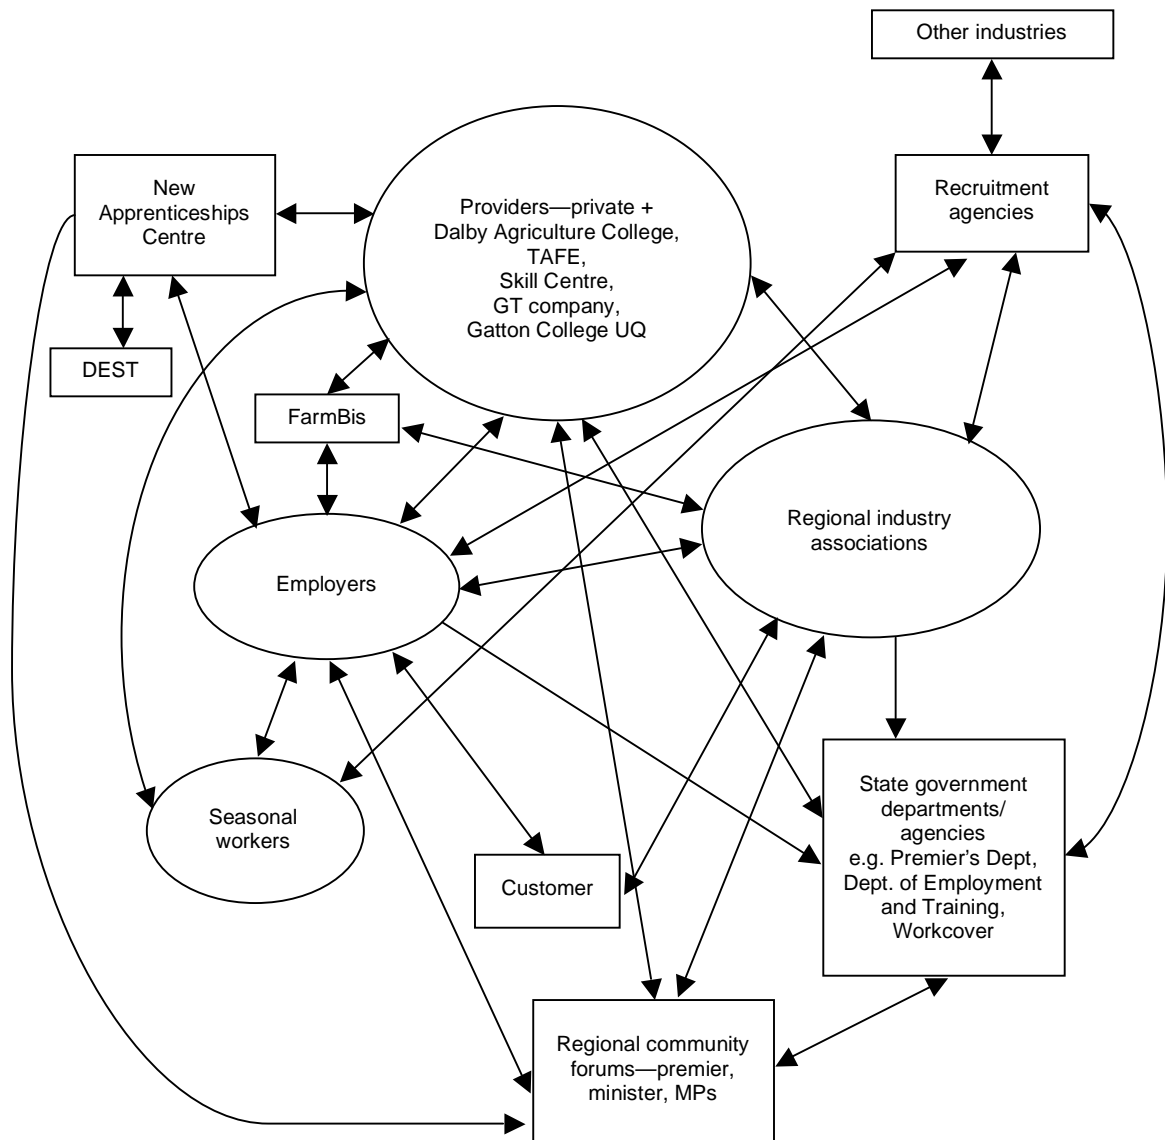 Other industries
New
Apprenticeships
Centre
Providers—private +
Dalby Agriculture College,
TAFE,
Skill Centre,
GT company,
Gatton College UQ
Recruitment
agencies
DEST
FarmBis
Regional industry
associations
Employers
Seasonal
workers
Customer
State government
departments/
agencies
e.g. Premier's Dept,
Dept. of Employment
and Training,
Workcover
Regional community
forums—premier,
minister, MPs